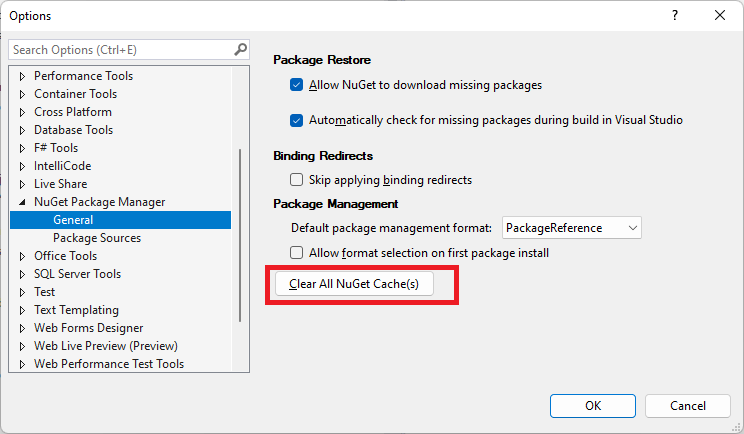 Options
?
Search Options (Ctrl+E)
Performance Tools
Container Tools
Cross Platform
Database Tools
F# Tools
IntelliCode
Live Share
NuGet Package Manager
General
Package Sources
Office Tools
SQL Server Tools
Test
Text Templating
Web Forms Designer
Web Live Preview (Preview)
Web Performance Test Tools
Package Restore
Allow NuGet to download missing packages
Automatically check for missing packages during build in Visual Studio
Binding Redirects
Skip applying binding redirects
Package Management
Default package management format: PackageReference
Allow format selection on first package install
Clear All NuGet Cache(s)
OK Cancel